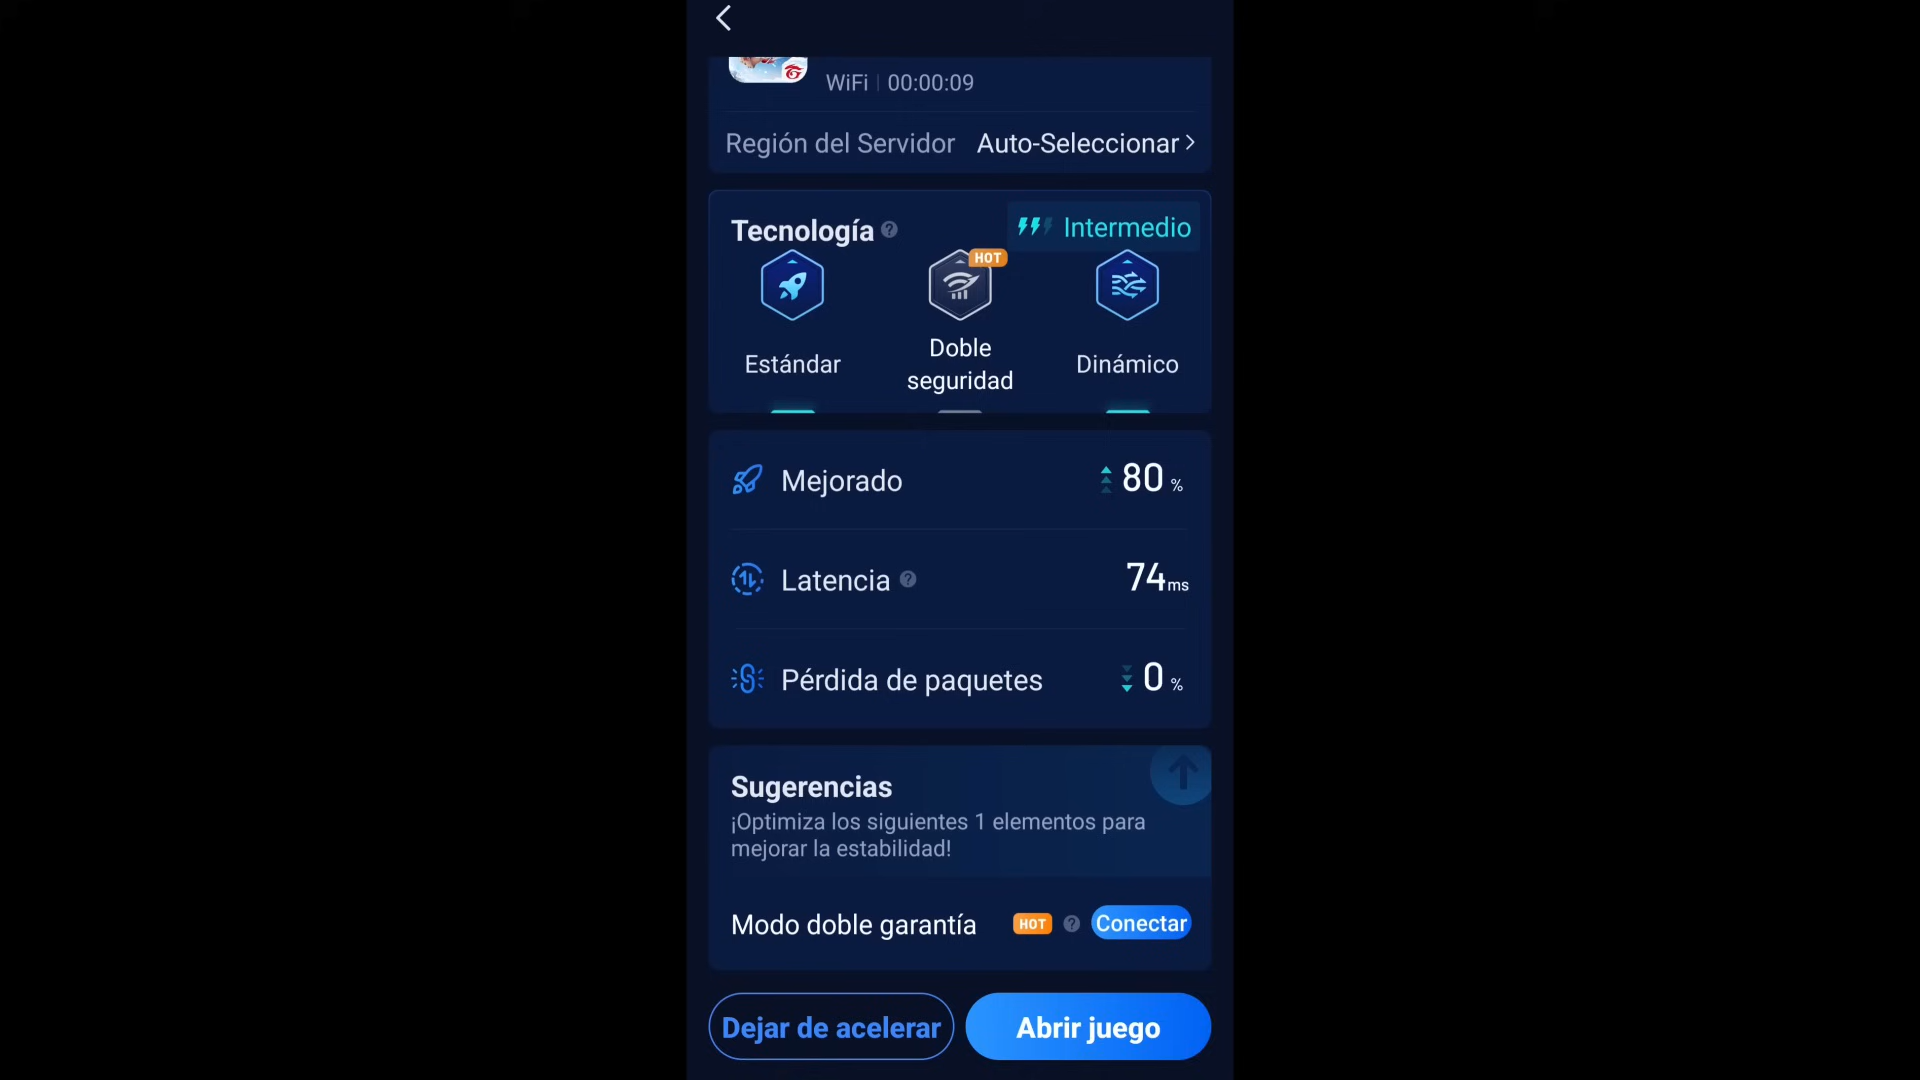 WiFi | 00:00:09
Región del Servidor Auto-Seleccionar
Tecnología ? Intermedio
HOT
Estándar
Doble
seguridad
Dinámico
Mejorado 80 %
Latencia ? 74 ms
Pérdida de paquetes 0 %
Sugerencias
¡Optimiza los siguientes 1 elementos para
mejorar la estabilidad!
Modo doble garantía HOT ? Conectar
Dejar de acelerar Abrir juego